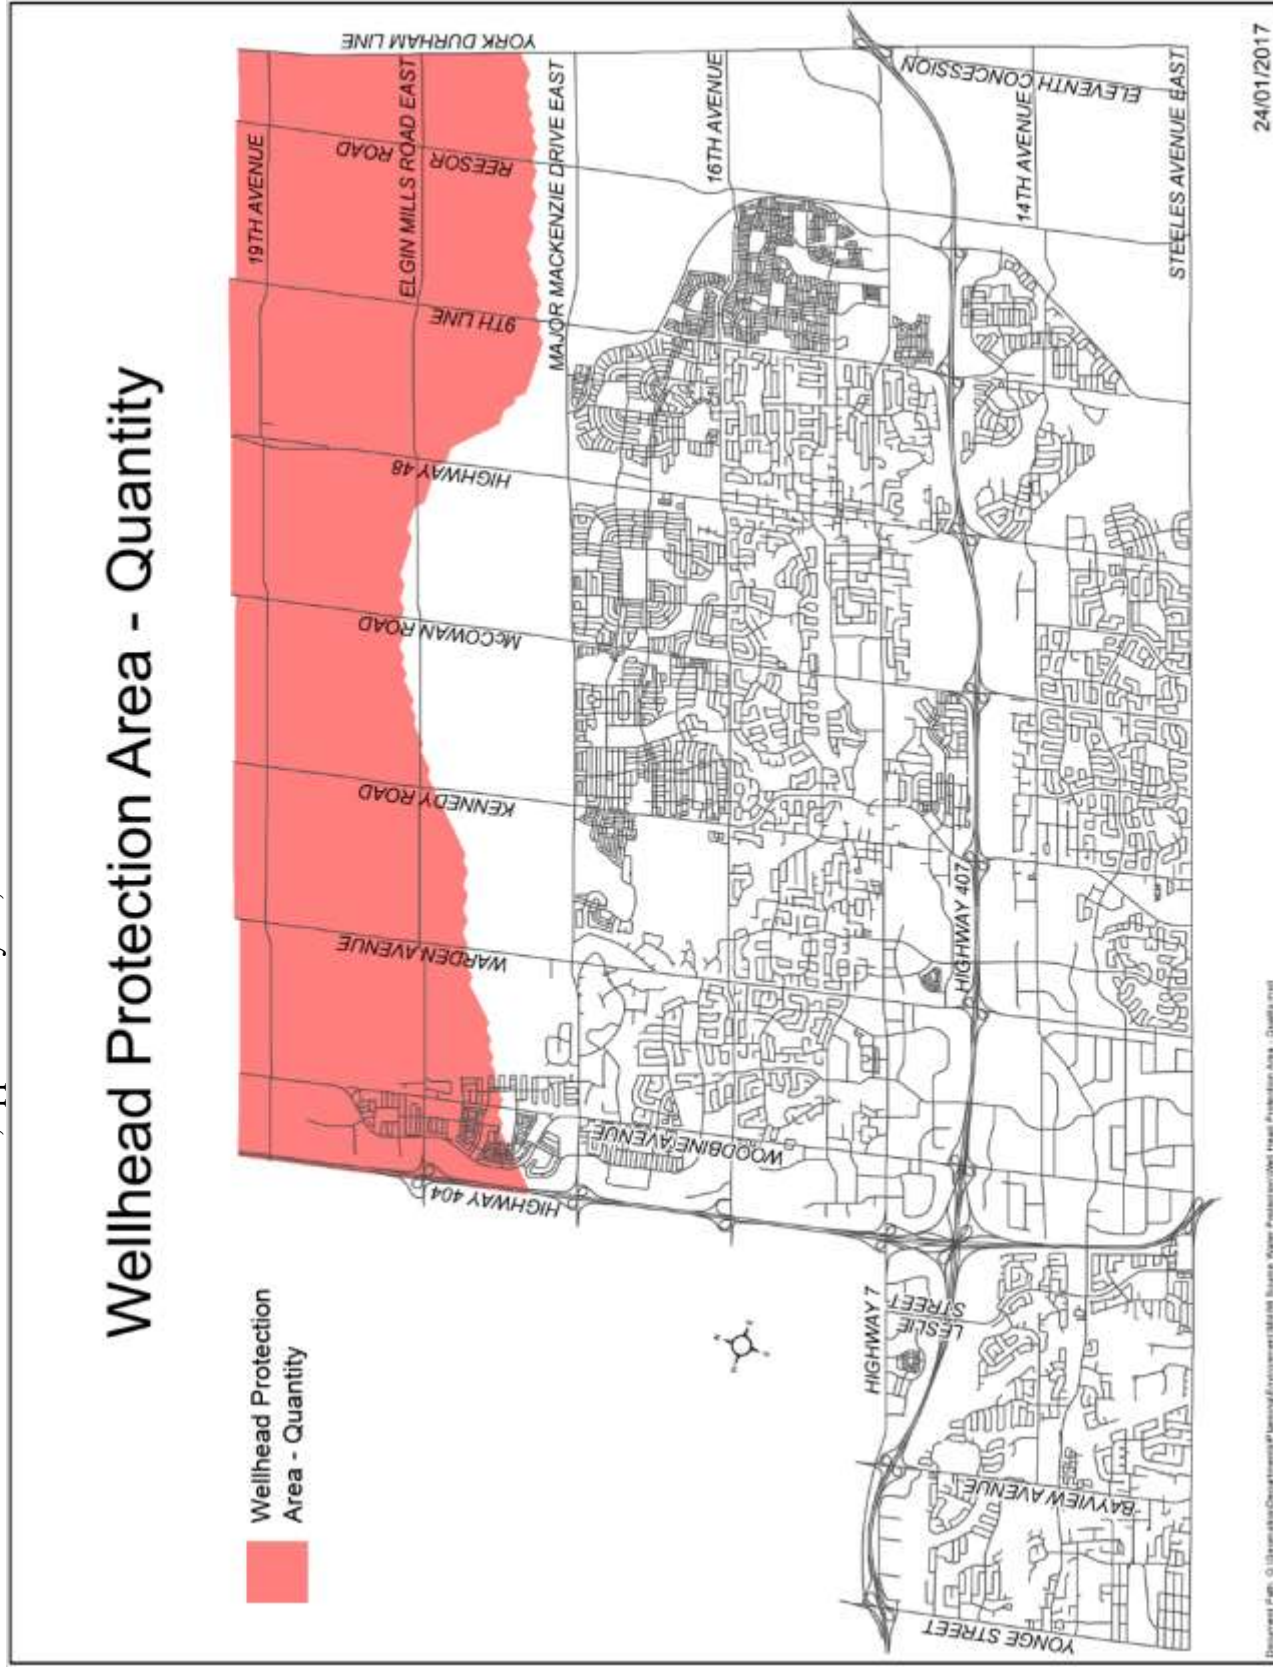 Wellhead Protection Area - Quantity
Wellhead Protection
Area - Quantity
19TH AVENUE
ELGIN MILLS ROAD EAST
MAJOR MACKENZIE DRIVE EAST
16TH AVENUE
14TH AVENUE
STEELES AVENUE EAST
HIGHWAY 7
HIGHWAY 407
YONGE STREET
BAYVIEW AVENUE
LESLIE
STREET
HIGHWAY 404
WOODBINE AVENUE
WARDEN AVENUE
KENNEDY ROAD
McCOWAN ROAD
HIGHWAY 48
9TH LINE
REESOR ROAD
YORK DURHAM LINE
ELEVENTH CONCESSION
24/01/2017